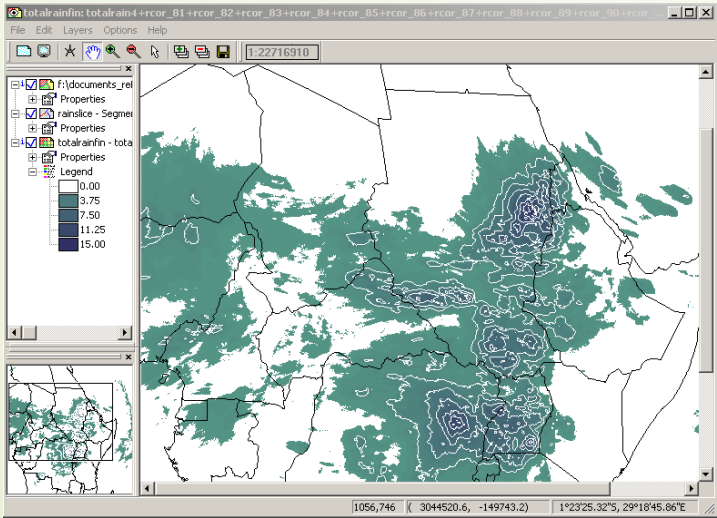 totalrainfin: totalrain4+rcor_81+rcor_82+rcor_83+rcor_84+rcor_85+rcor_86+rcor_87+rcor_88+rcor_89+rcor_90+rcor_...
File Edit Layers Options Help
1:22716910
f:\documents_rel
Properties
rainslice - Segmer
Properties
totalrainfin - tota
Properties
Legend
0.00
3.75
7.50
11.25
15.00
1056,746 ( 3044520.6, -149743.2) 1°23'25.32"S, 29°18'45.86"E